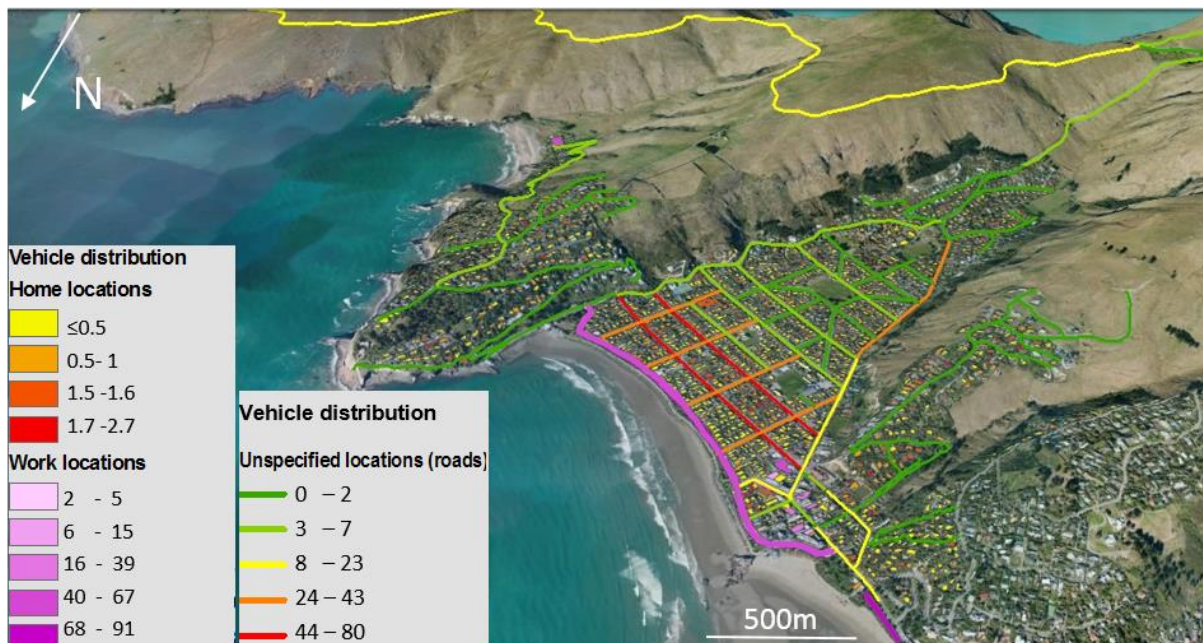 N
Vehicle distribution
Home locations
≤0.5
0.5- 1
1.5 -1.6
1.7 -2.7
Work locations
2 - 5
6 - 15
16 - 39
40 - 67
68 - 91
Vehicle distribution
Unspecified locations (roads)
0 – 2
3 – 7
8 – 23
24 – 43
44 – 80
500m